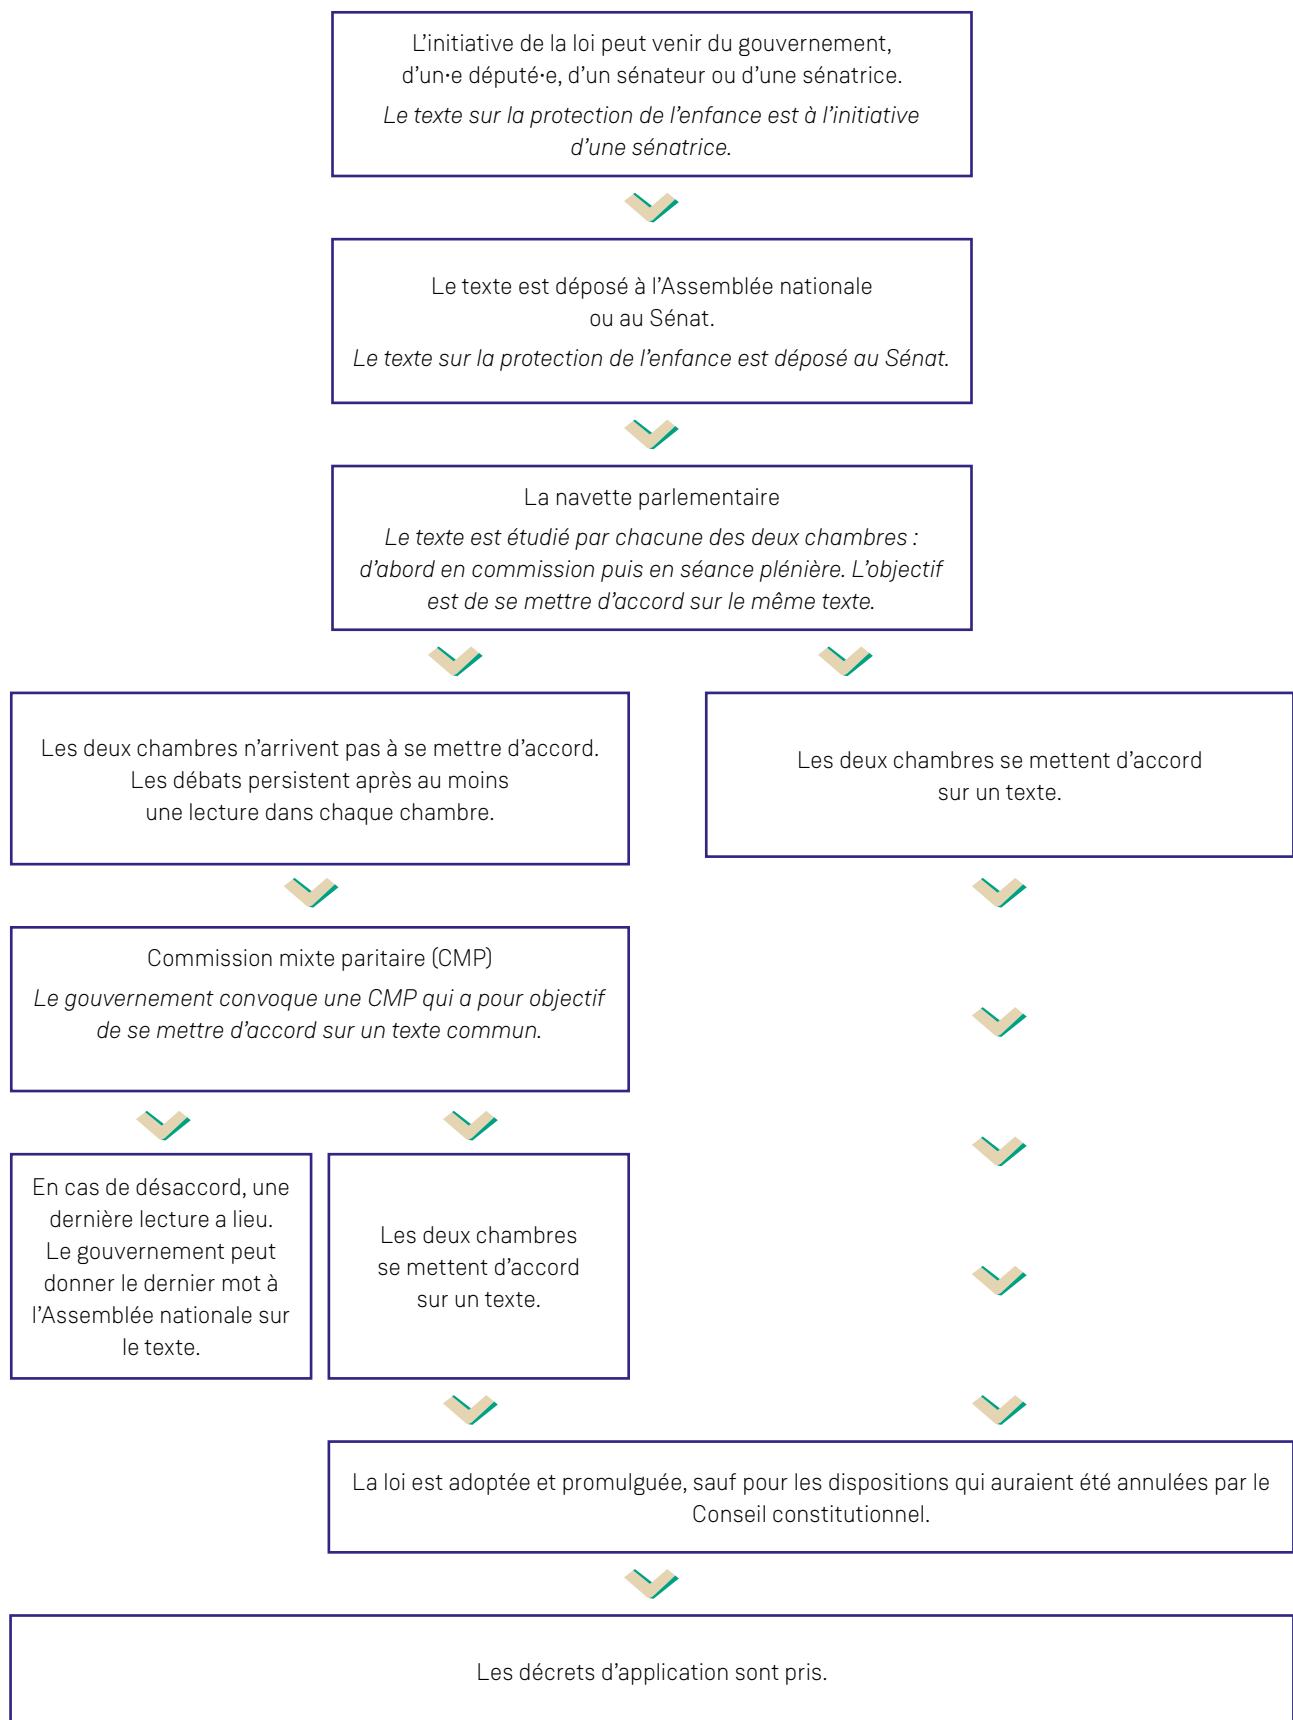 L’initiative de la loi peut venir du gouvernement,
d’un·e député·e, d’un sénateur ou d’une sénatrice.
Le texte sur la protection de l’enfance est à l’initiative
d’une sénatrice.
Le texte est déposé à l’Assemblée nationale
ou au Sénat.
Le texte sur la protection de l’enfance est déposé au Sénat.
La navette parlementaire
Le texte est étudié par chacune des deux chambres :
d’abord en commission puis en séance plénière. L’objectif
est de se mettre d’accord sur le même texte.
Les deux chambres n’arrivent pas à se mettre d’accord.
Les débats persistent après au moins
une lecture dans chaque chambre.
Les deux chambres se mettent d’accord
sur un texte.
Commission mixte paritaire (CMP)
Le gouvernement convoque une CMP qui a pour objectif
de se mettre d’accord sur un texte commun.
En cas de désaccord, une
dernière lecture a lieu.
Le gouvernement peut
donner le dernier mot à
l’Assemblée nationale sur
le texte.
Les deux chambres
se mettent d’accord
sur un texte.
La loi est adoptée et promulguée, sauf pour les dispositions qui auraient été annulées par le
Conseil constitutionnel.
Les décrets d’application sont pris.